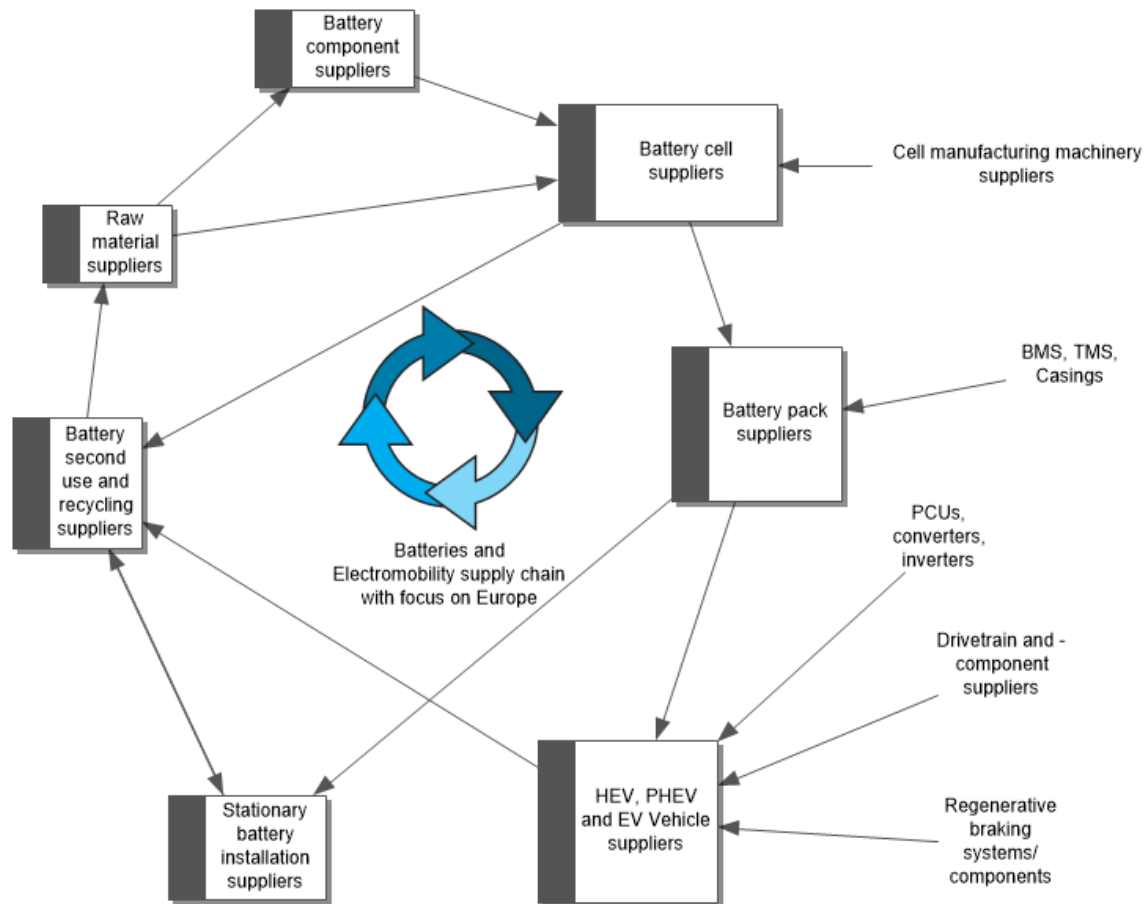 Battery
component
suppliers
Battery cell
suppliers
Cell manufacturing machinery
suppliers
Raw
material
suppliers
BMS, TMS,
Casings
Battery pack
suppliers
Battery
second
use and
recycling
suppliers
PCUs,
converters,
inverters
Batteries and
Electromobility supply chain
with focus on Europe
Drivetrain and -
component
suppliers
HEV, PHEV
and EV Vehicle
suppliers
Stationary
battery
installation
suppliers
Regenerative
braking
systems/
components